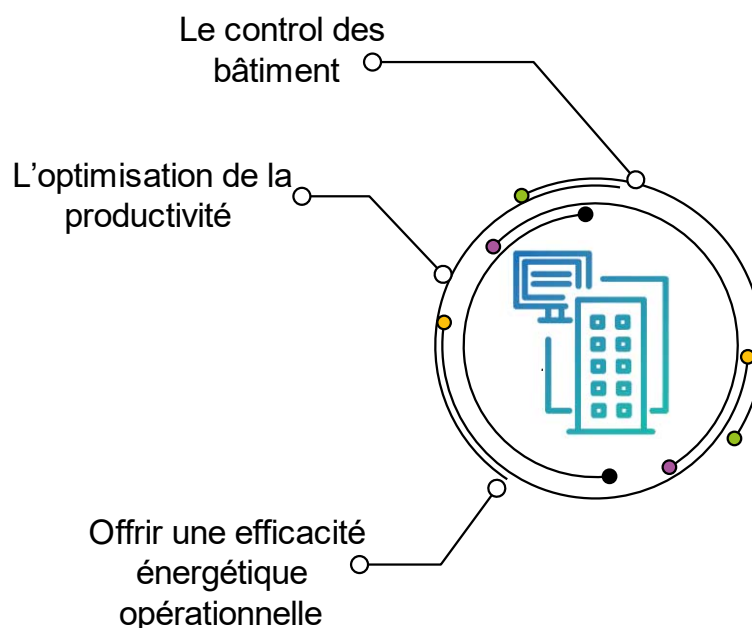 Le control des
bâtiment
L’optimisation de la
productivité
Offrir une efficacité
énergétique
opérationnelle